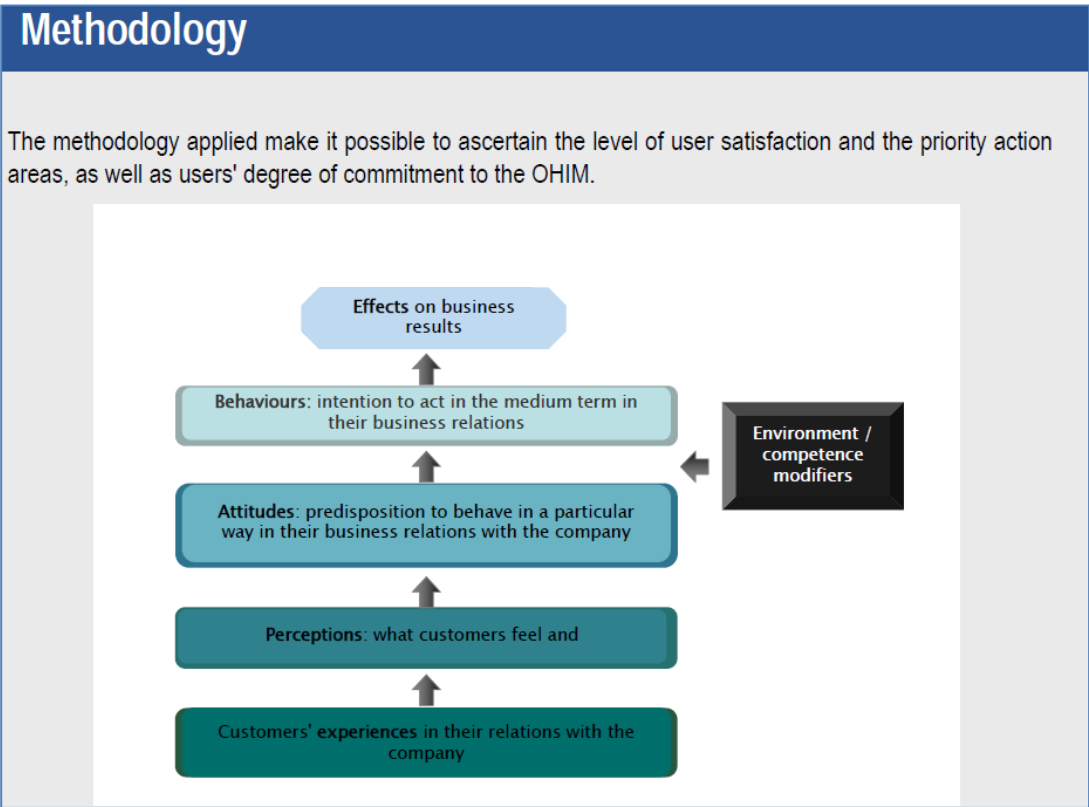 Methodology
The methodology applied make it possible to ascertain the level of user satisfaction and the priority action
areas, as well as users' degree of commitment to the OHIM.
Effects on business
results
Behaviours: intention to act in the medium term in
their business relations
Environment /
competence
modifiers
Attitudes: predisposition to behave in a particular
way in their business relations with the company
Perceptions: what customers feel and
Customers' experiences in their relations with the
company